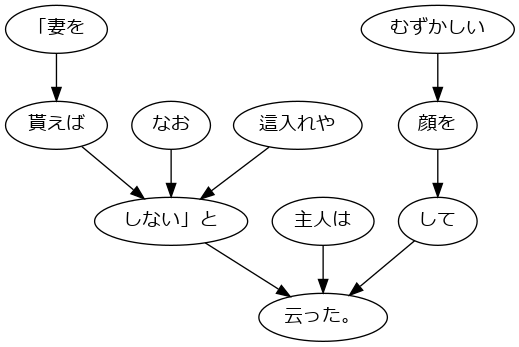 「妻を
むずかしい
貰えば
なお
這入れや
顔を
しない」と
主人は
して
云った。